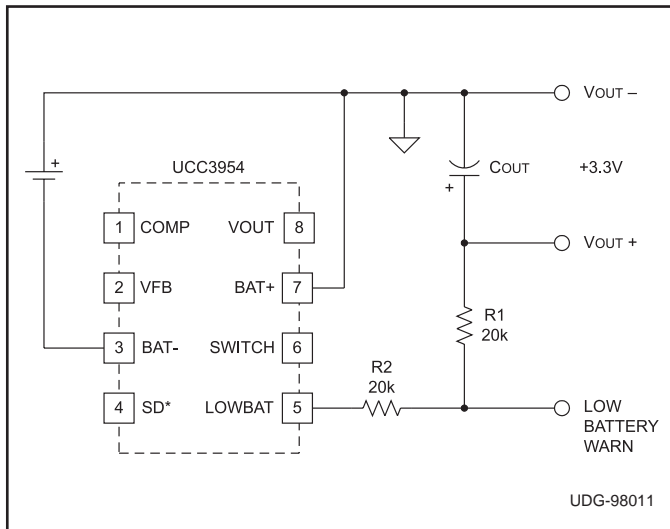 VOUT –
+
UCC3954
COUT
+3.3V
+
1 COMP VOUT 8
VOUT +
2 VFB BAT+ 7
R1
20k
3 BAT- SWITCH 6
R2
20k
4 SD* LOWBAT 5
LOW
BATTERY
WARN
UDG-98011